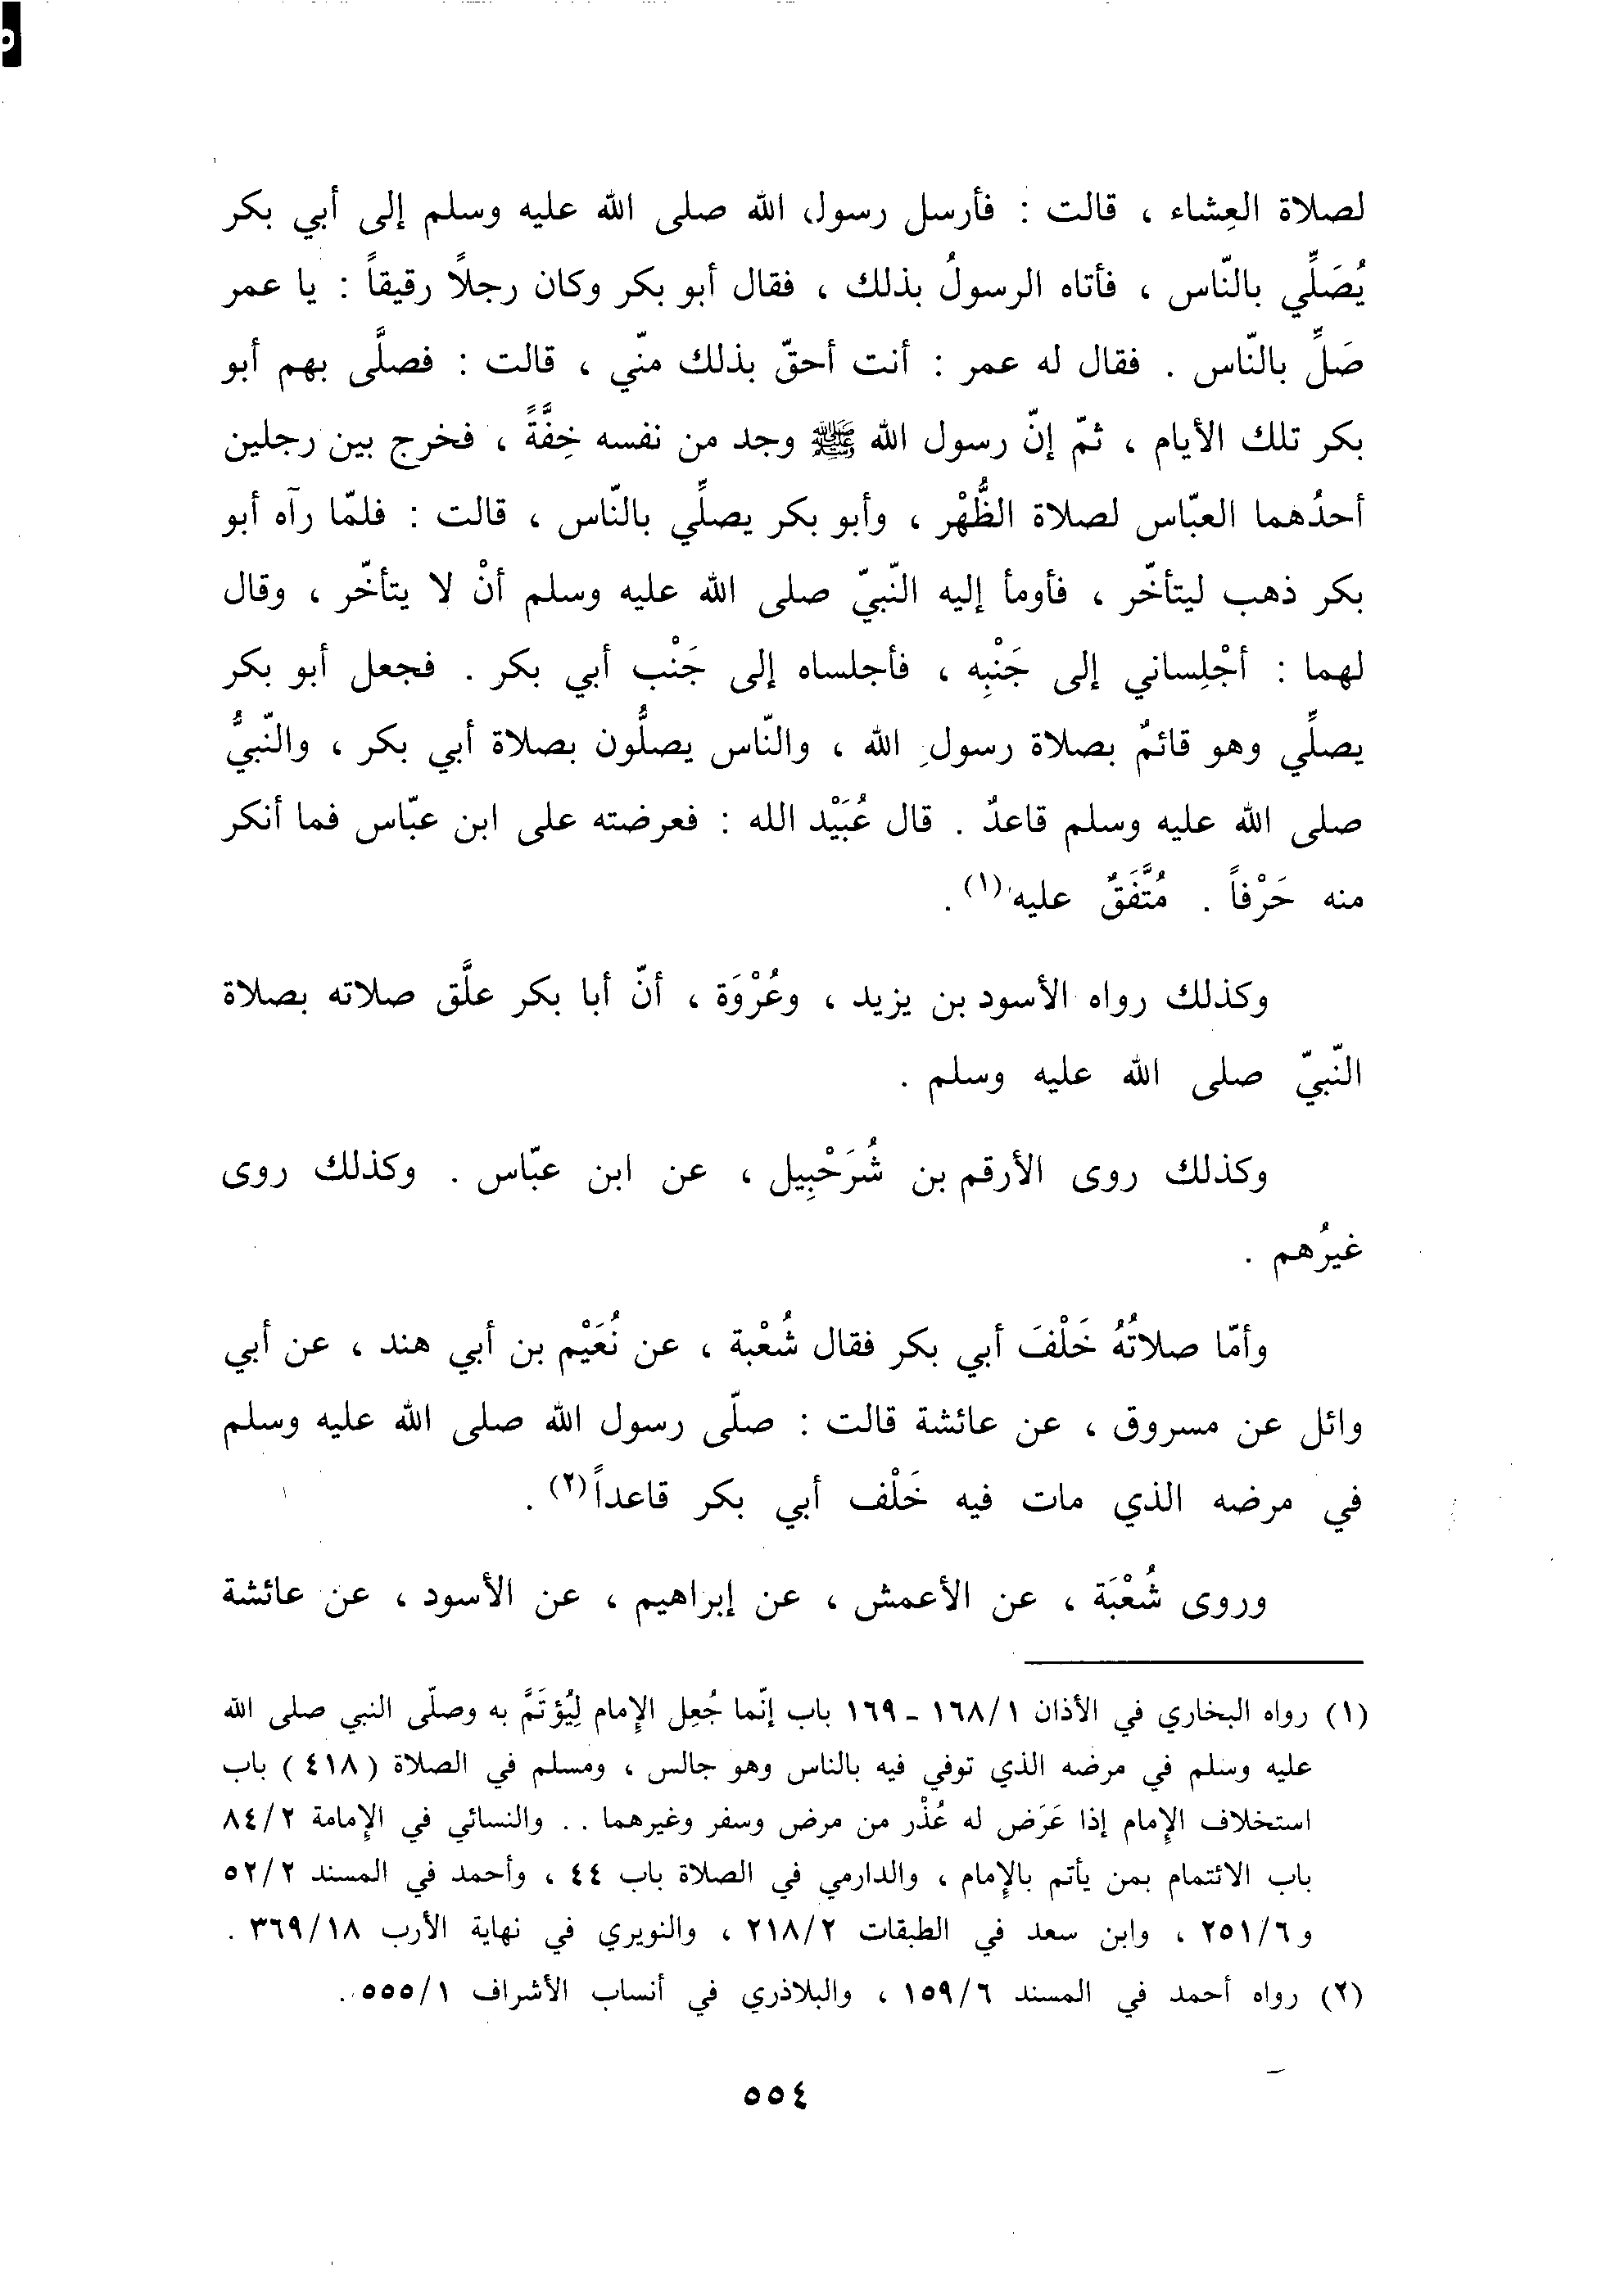 لصلاة العِشاء ، قالت : فأرسل رسول الله صلى الله عليه وسلم إلى أبي بكر
يُصَلِّي بالنّاس ، فأتاه الرسولُ بذلك ، فقال أبو بكر وكان رجلاً رقيقاً : يا عمر
صَلِّ بالنّاس . فقال له عمر : أنت أحقّ بذلك منّي ، قالت : فصلَّى بهم أبو
بكر تلك الأيام ، ثمّ إنّ رسول الله ﷺ وجد من نفسه خِفَّةً ، فخرج بين رجلين
أحدُهما العبّاس لصلاة الظُّهْر ، وأبو بكر يصلِّي بالنّاس ، قالت : فلمّا رآه أبو
بكر ذهب ليتأخّر ، فأومأ إليه النّبيّ صلى الله عليه وسلم أنْ لا يتأخّر ، وقال
لهما : أجْلِساني إلى جَنْبِه ، فأجلساه إلى جَنْب أبي بكر . فجعل أبو بكر
يصلِّي وهو قائمٌ بصلاة رسولِ الله ، والنّاس يصلُّون بصلاة أبي بكر ، والنّبيُّ
صلى الله عليه وسلم قاعدٌ . قال عُبَيْد الله : فعرضته على ابن عبّاس فما أنكر
منه حَرْفاً . مُتَّفَقٌ عليه (١) .
وكذلك رواه الأسود بن يزيد ، وعُرْوَة ، أنّ أبا بكر علَّق صلاته بصلاة
النّبيّ صلى الله عليه وسلم .
وكذلك روى الأرقم بن شُرَحْبِيل ، عن ابن عبّاس . وكذلك روى
غيرُهم .
وأمّا صلاتُهُ خَلْفَ أبي بكر فقال شُعْبة ، عن نُعَيْم بن أبي هند ، عن أبي
وائل عن مسروق ، عن عائشة قالت : صلّى رسول الله صلى الله عليه وسلم
في مرضه الذي مات فيه خَلْف أبي بكر قاعداً (٢) .
وروى شُعْبَة ، عن الأعمش ، عن إبراهيم ، عن الأسود ، عن عائشة
(١) رواه البخاري في الأذان ١/ ١٦٨ - ١٦٩ باب إنّما جُعِل الإمام لِيُؤتَمَّ به وصلّى النبي صلى الله
عليه وسلم في مرضه الذي توفي فيه بالناس وهو جالس ، ومسلم في الصلاة (٤١٨) باب
استخلاف الإمام إذا عَرَض له عُذْر من مرض وسفر وغيرهما . . والنسائي في الإمامة ٢/ ٨٤
باب الائتمام بمن يأتم بالإمام ، والدارمي في الصلاة باب ٤٤ ، وأحمد في المسند ٢/ ٥٢
و ٦/ ٢٥١ ، وابن سعد في الطبقات ٢/ ٢١٨ ، والنويري في نهاية الأرب ١٨/ ٣٦٩ .
(٢) رواه أحمد في المسند ٦/ ١٥٩ ، والبلاذري في أنساب الأشراف ١/ ٥٥٥ .
٥٥٤